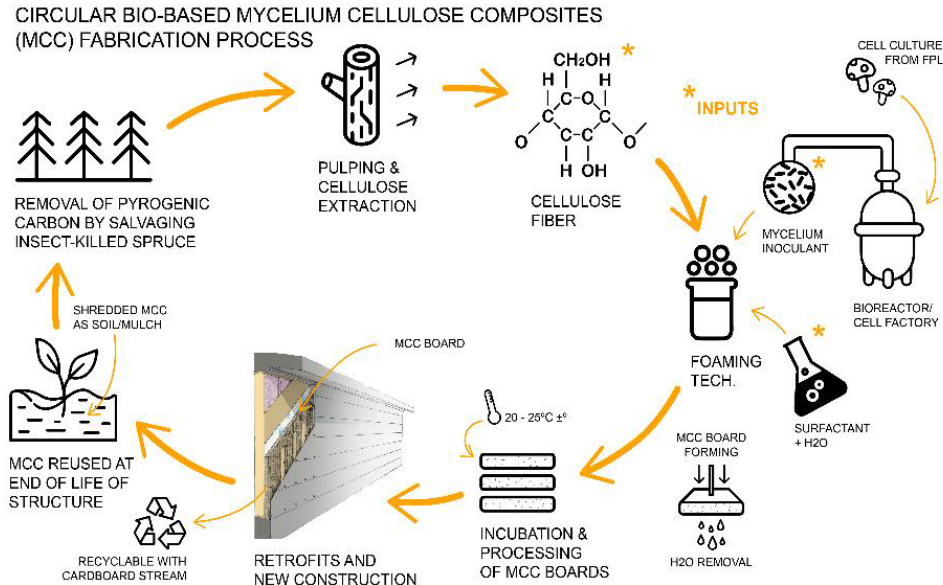 CIRCULAR BIO-BASED MYCELIUM CELLULOSE COMPOSITES
(MCC) FABRICATION PROCESS
REMOVAL OF PYROGENIC
CARBON BY SALVAGING
INSECT-KILLED SPRUCE
PULPING &
CELLULOSE
EXTRACTION
CH₂OH *
H
O
H
H
O
O
H
OH
CELLULOSE
FIBER
* INPUTS
CELL CULTURE
FROM FPL
*
MYCELIUM
INOCULANT
BIOREACTOR/
CELL FACTORY
FOAMING
TECH.
*
SURFACTANT
+ H2O
MCC BOARD
FORMING
H2O REMOVAL
20 - 25ºC ±º
INCUBATION &
PROCESSING
OF MCC BOARDS
MCC BOARD
RETROFITS AND
NEW CONSTRUCTION
RECYCLABLE WITH
CARDBOARD STREAM
SHREDDED MCC
AS SOIL/MULCH
MCC REUSED AT
END OF LIFE OF
STRUCTURE